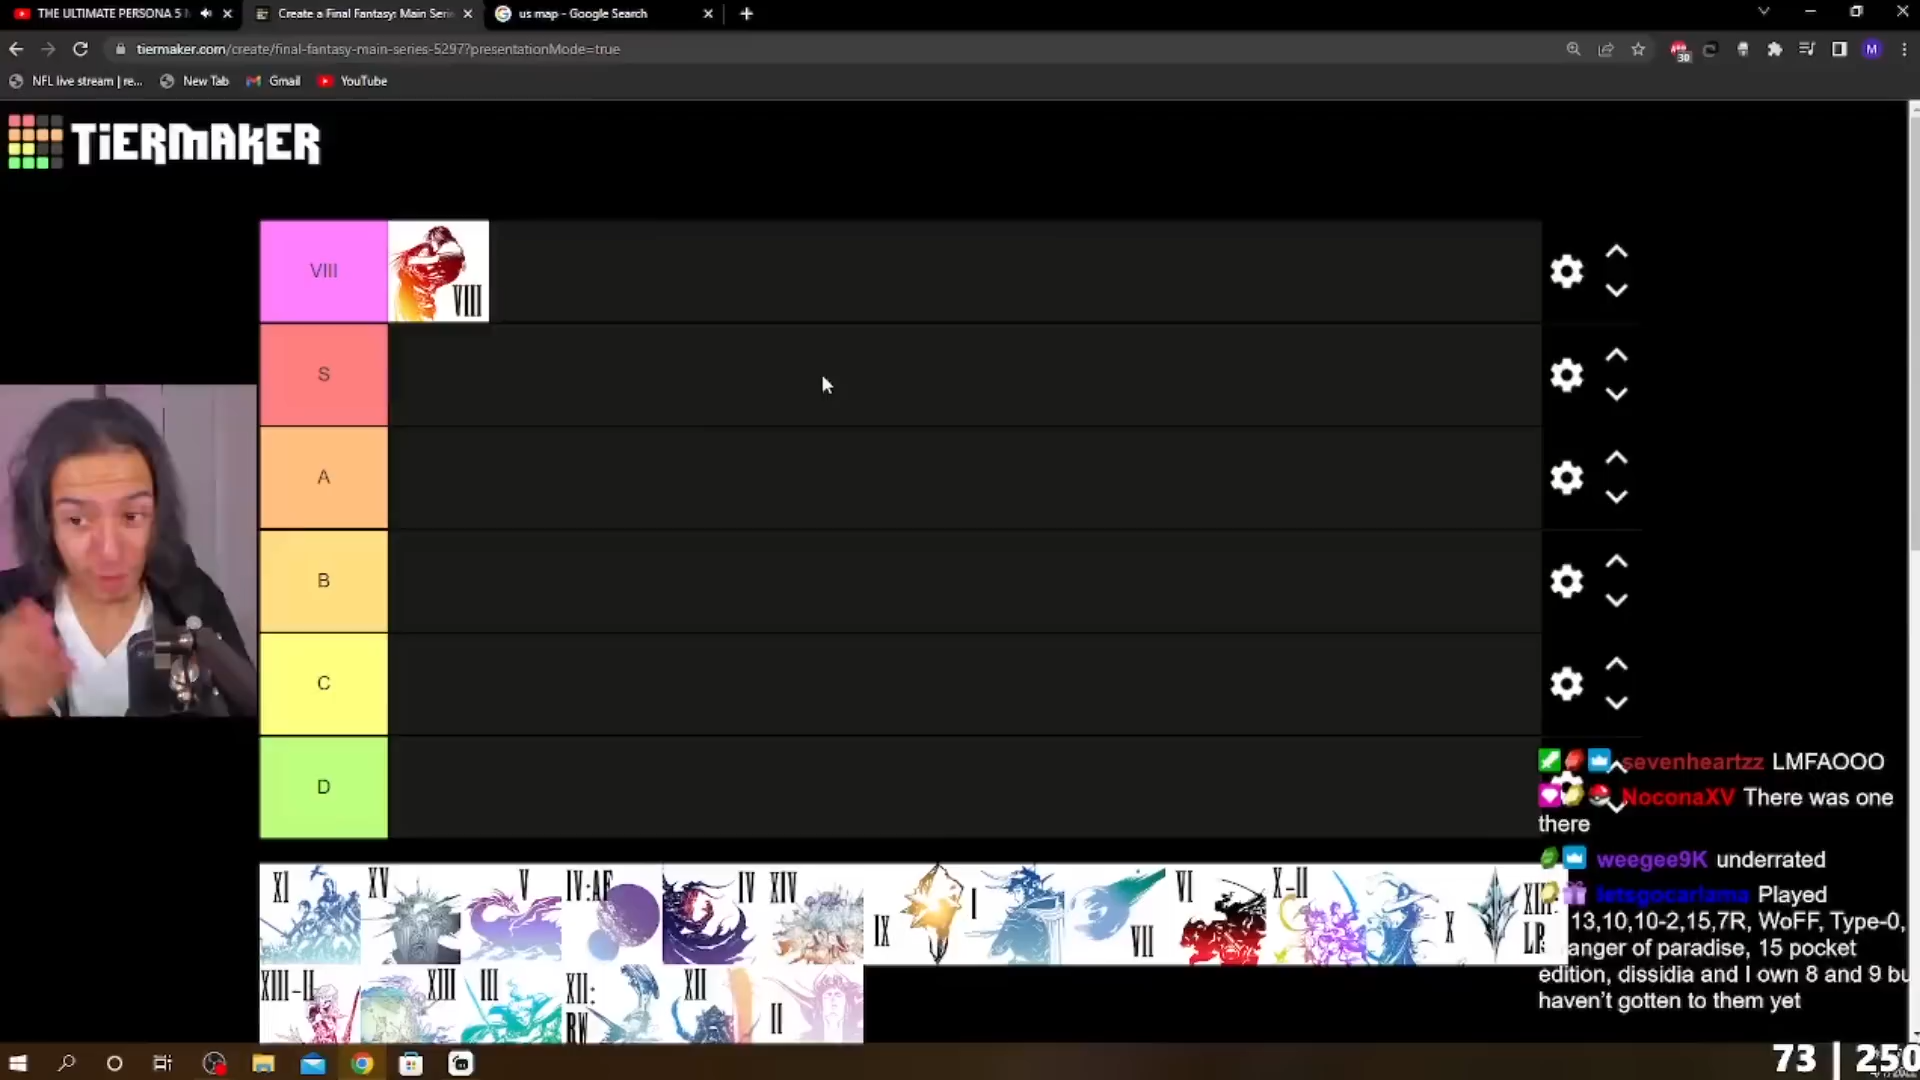 THE ULTIMATE PERSONA 5
Create a Final Fantasy: Main Seri
us map - Google Search
tiermaker.com/create/final-fantasy-main-series-5297?presentationMode=true
30
M
NFL live stream | re...
New Tab
Gmail
YouTube
TiERMAKER
VIII
VIII
S
A
B
C
D
sevenheartzz LMFAOOO
NoconaXV There was one
there
weegee9K underrated
letsgocarlama Played
13,10,10-2,15,7R, WoFF, Type-0,
anger of paradise, 15 pocket
edition, dissidia and I own 8 and 9 bu
haven't gotten to them yet
XI
XV
V
IV:AF
IV
XIV
IX
I
VII
VI
X-II
X
LR
XIII-II
XIII
III
XII:
RW
XII
II
73 | 250